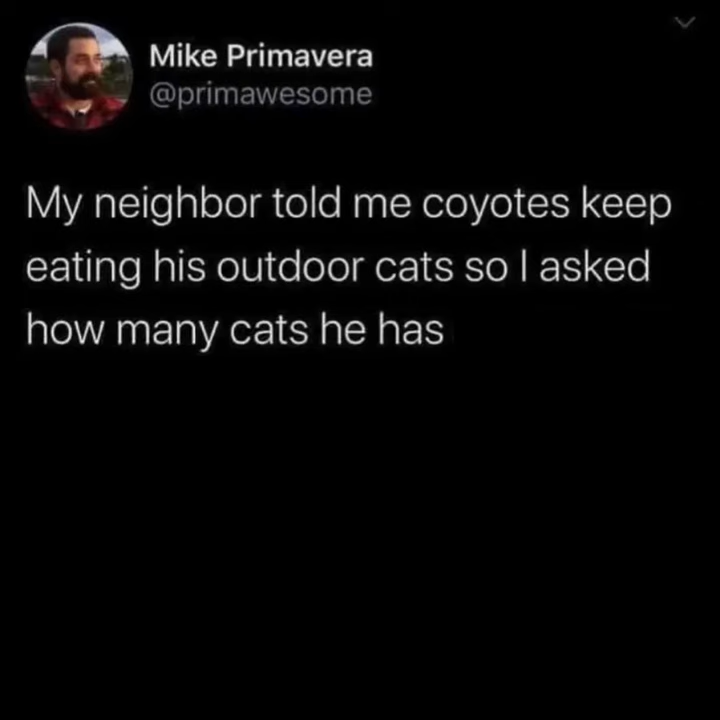 Mike Primavera
@primawesome
My neighbor told me coyotes keep
eating his outdoor cats so I asked
how many cats he has